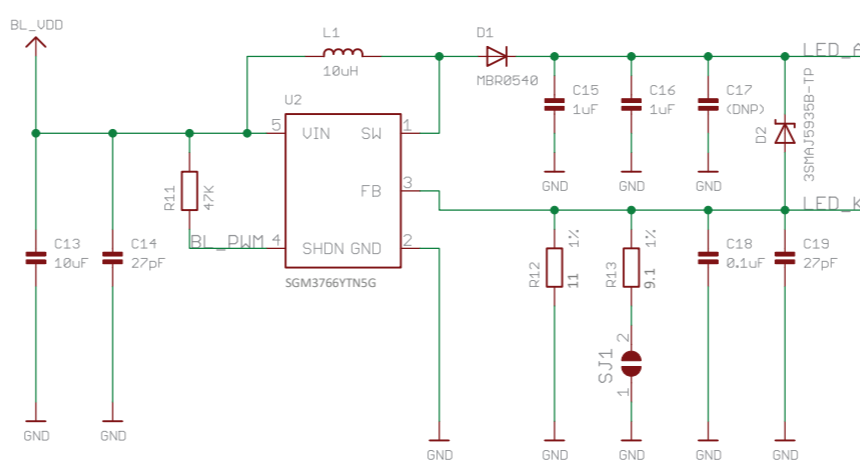 BL_VDD
L1
10uH
D1
MBR0540
LED_A
C15
1uF
C16
1uF
C17
(DNP)
D2
3SMAJ5935B-TP
U2
5
VIN
SW
1
FB
3
R11
47K
BL_PWM
4
SHDN
GND
2
SGM3766YTN5G
GND
GND
GND
LED_K
C13
10uF
C14
27pF
R12
11
1%
R13
9.1
1%
C18
0.1uF
C19
27pF
SJ1
2
1
GND
GND
GND
GND
GND
GND
GND